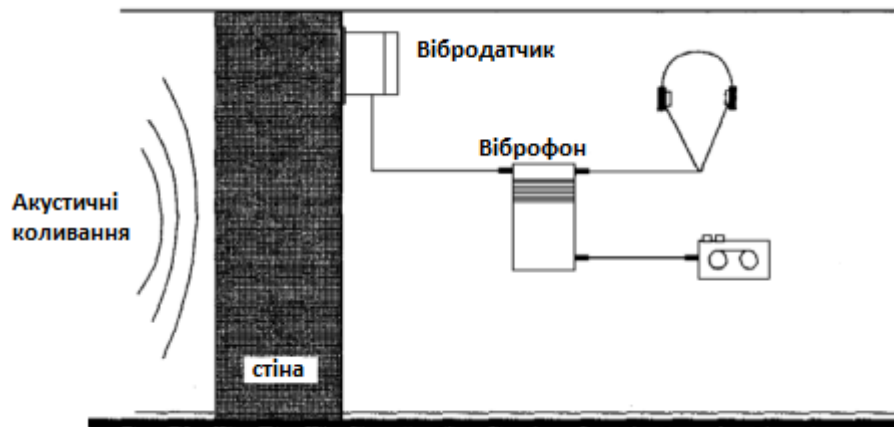 Вібродатчик
Віброфон
Акустичні
коливання
стіна